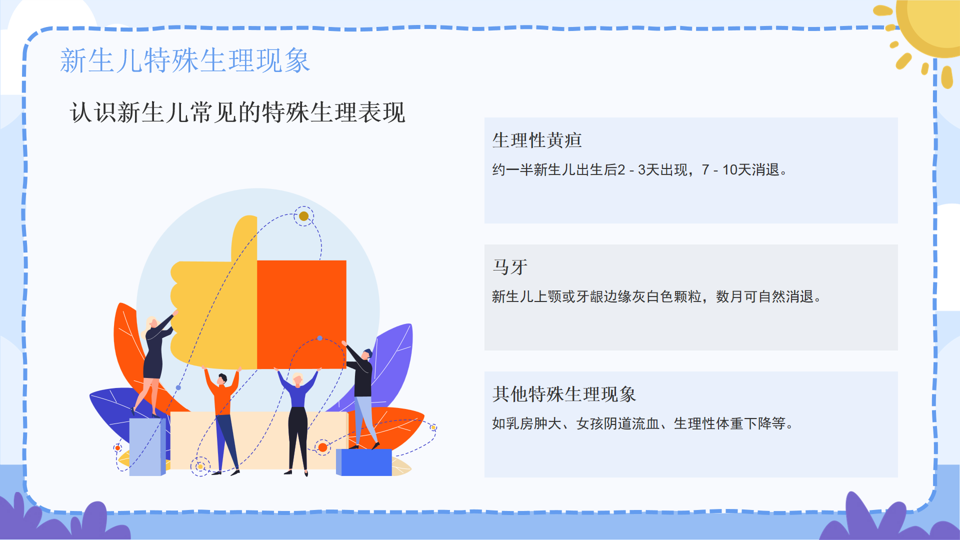 新生儿特殊生理现象
认识新生儿常见的特殊生理表现
生理性黄疸
约一半新生儿出生后2 - 3天出现，7 - 10天消退。
马牙
新生儿上颚或牙龈边缘灰白色颗粒，数月可自然消退。
其他特殊生理现象
如乳房肿大、女孩阴道流血、生理性体重下降等。